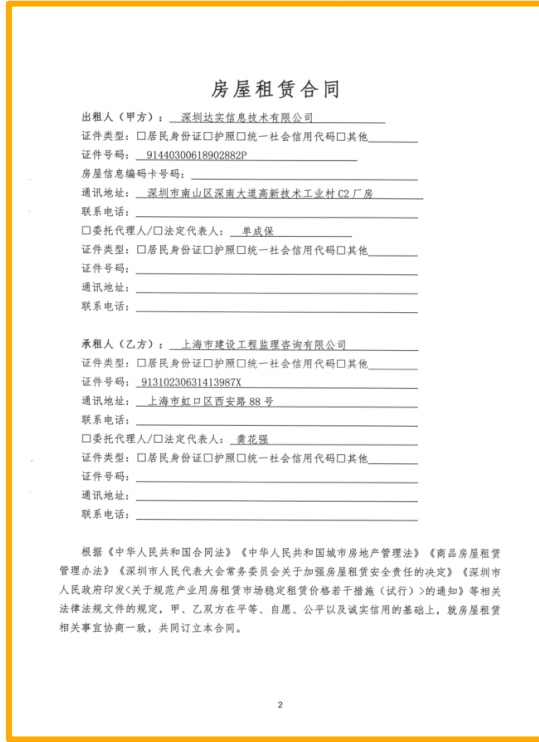 房屋租赁合同
出租人（甲方）：深圳达实信息技术有限公司
证件类型：□居民身份证□护照□统一社会信用代码□其他
证件号码：91440300618902882P
房屋信息编码卡号码：
通讯地址：深圳市南山区深南大道高新技术工业村C2厂房
联系电话：
□委托代理人/□法定代表人：单成保
证件类型：□居民身份证□护照□统一社会信用代码□其他
证件号码：
通讯地址：
联系电话：
承租人（乙方）：上海市建设工程监理咨询有限公司
证件类型：□居民身份证□护照□统一社会信用代码□其他
证件号码：91310230631413987X
通讯地址：上海市虹口区西安路88号
联系电话：
□委托代理人/□法定代表人：龚花强
证件类型：□居民身份证□护照□统一社会信用代码□其他
证件号码：
通讯地址：
联系电话：
根据《中华人民共和国合同法》《中华人民共和国城市房地产管理法》《商品房屋租赁
管理办法》《深圳市人民代表大会常务委员会关于加强房屋租赁安全责任的决定》《深圳市
人民政府印发<关于规范产业用房租赁市场稳定租赁价格若干措施（试行）>的通知》等相关
法律法规文件的规定，甲、乙双方在平等、自愿、公平以及诚实信用的基础上，就房屋租赁
相关事宜协商一致，共同订立本合同。
2